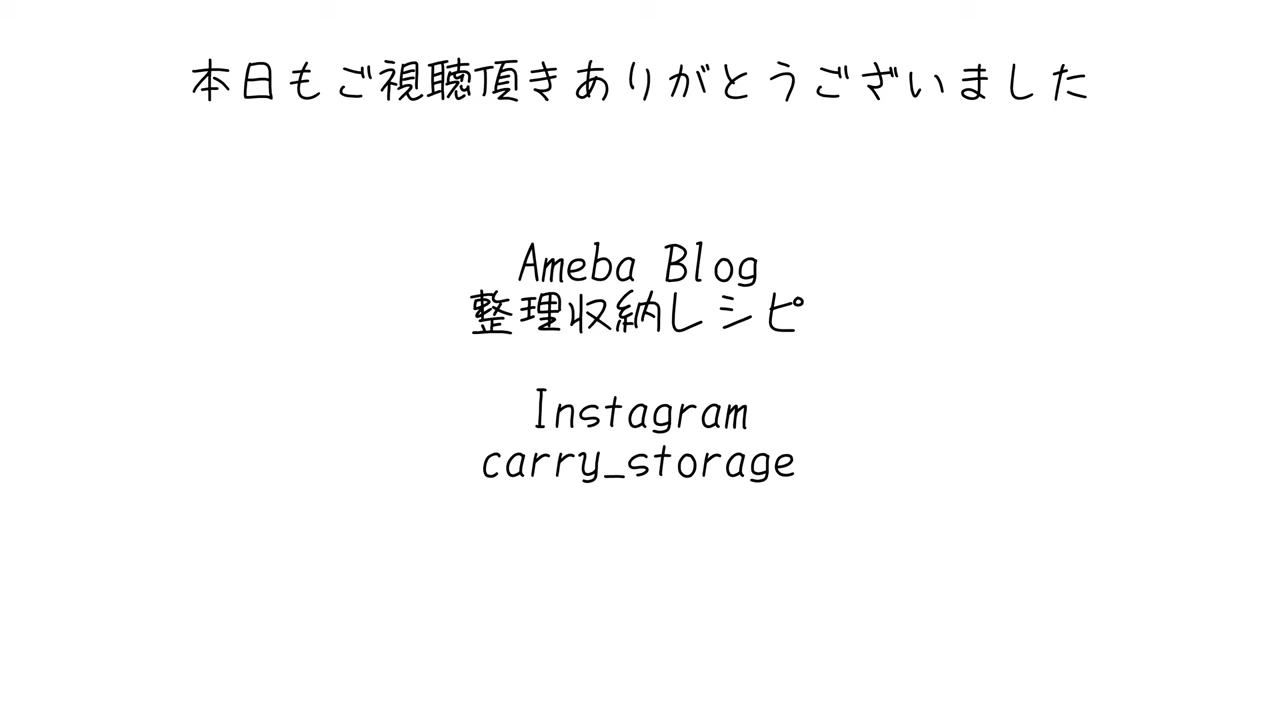 本日もご視聴頂きありがとうございました
Ameba Blog
整理収納レシピ
Instagram
carry_storage